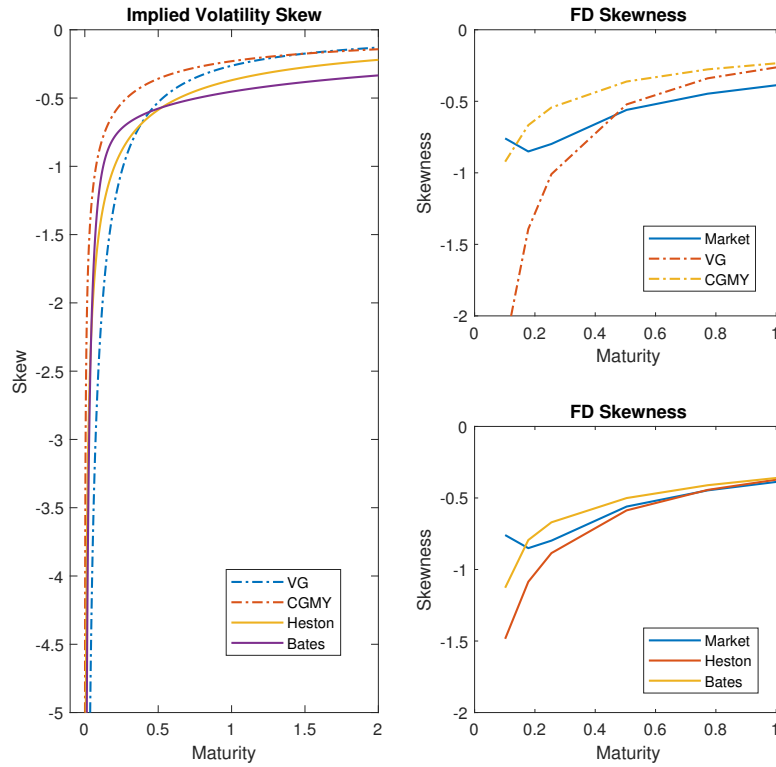 Implied Volatility Skew
0
-0.5
-1
-1.5
-2
-2.5
-3
-3.5
-4
-4.5
-5
Skew
0
0.5
1
1.5
2
Maturity
VG
CGMY
Heston
Bates
FD Skewness
0
-0.5
-1
-1.5
-2
Skewness
0
0.2
0.4
0.6
0.8
1
Maturity
Market
VG
CGMY
FD Skewness
0
-0.5
-1
-1.5
-2
Skewness
0
0.2
0.4
0.6
0.8
1
Maturity
Market
Heston
Bates